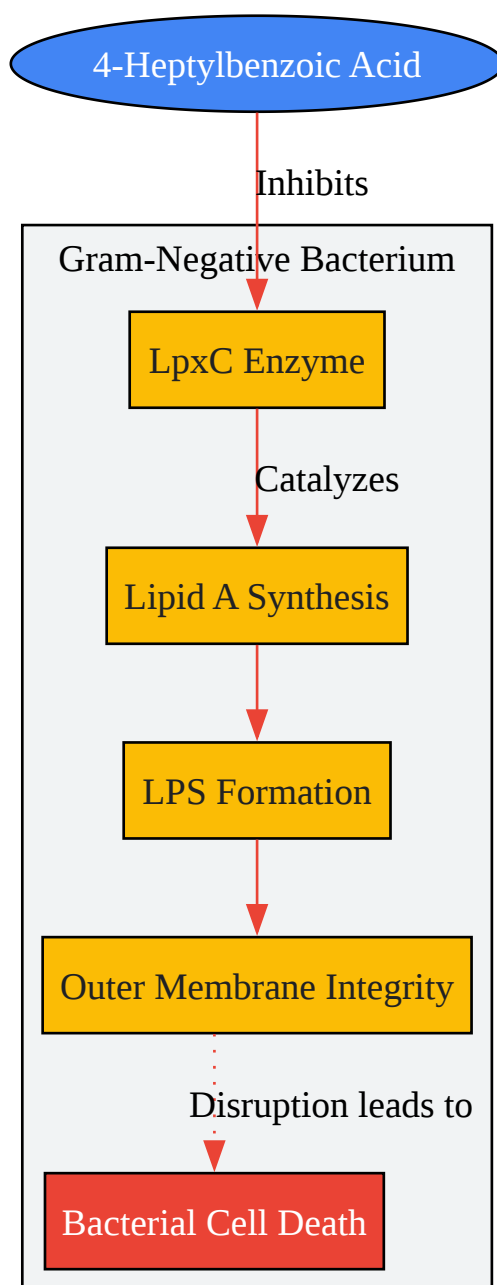 4-Heptylbenzoic Acid
Inhibits
Gram-Negative Bacterium
LpxC Enzyme
Catalyzes
Lipid A Synthesis
LPS Formation
Outer Membrane Integrity
Disruption leads to
Bacterial Cell Death